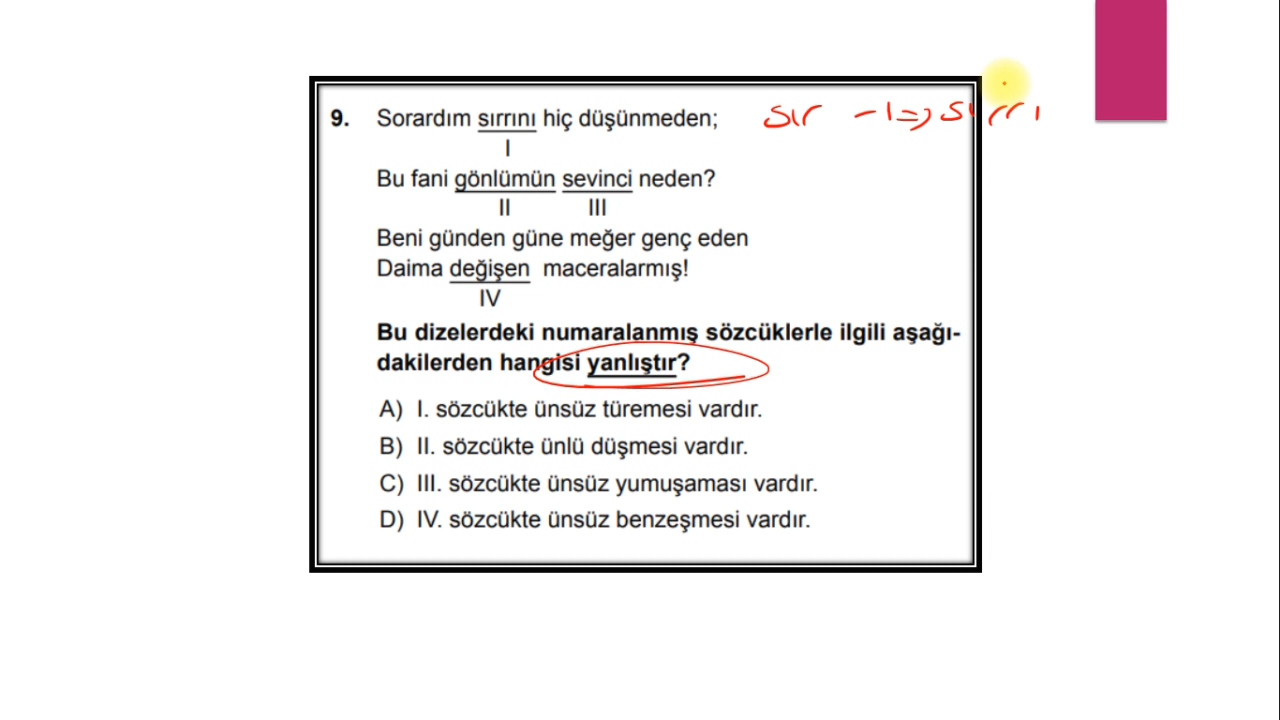 9. Sorardım sırrını hiç düşünmeden; sır -ı => sırrı
I
Bu fani gönlümün sevinci neden?
II III
Beni günden güne meğer genç eden
Daima değişen maceralarmış!
IV
Bu dizelerdeki numaralanmış sözcüklerle ilgili aşağı-
dakilerden hangisi yanlıştır?
A) I. sözcükte ünsüz türemesi vardır.
B) II. sözcükte ünlü düşmesi vardır.
C) III. sözcükte ünsüz yumuşaması vardır.
D) IV. sözcükte ünsüz benzeşmesi vardır.